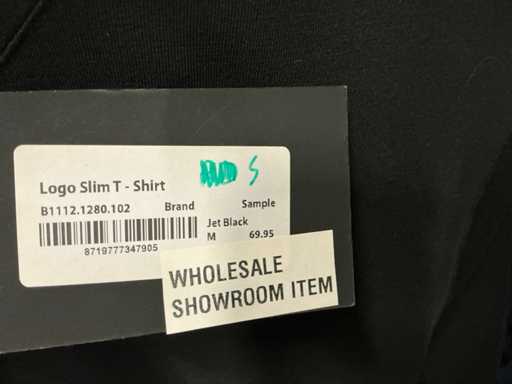 S
Logo Slim T - Shirt
B1112.1280.102 Brand Sample
Jet Black
M 69.95
8719777347905
WHOLESALE
SHOWROOM ITEM